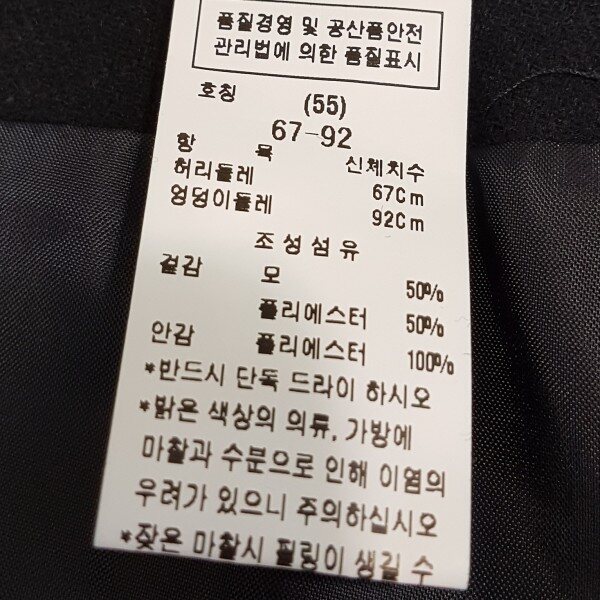 품질경영 및 공산품안전
관리법에 의한 품질표시
호칭 (55)
67-92
항 목 신체치수
허리둘레 67Cm
엉덩이둘레 92Cm
조성섬유
겉감 모 50%
폴리에스터 50%
안감 폴리에스터 100%
*반드시 단독 드라이 하시오
*밝은 색상의 의류, 가방에
마찰과 수분으로 인해 이염의
우려가 있으니 주의하십시오
*잦은 마찰시 필링이 생길 수